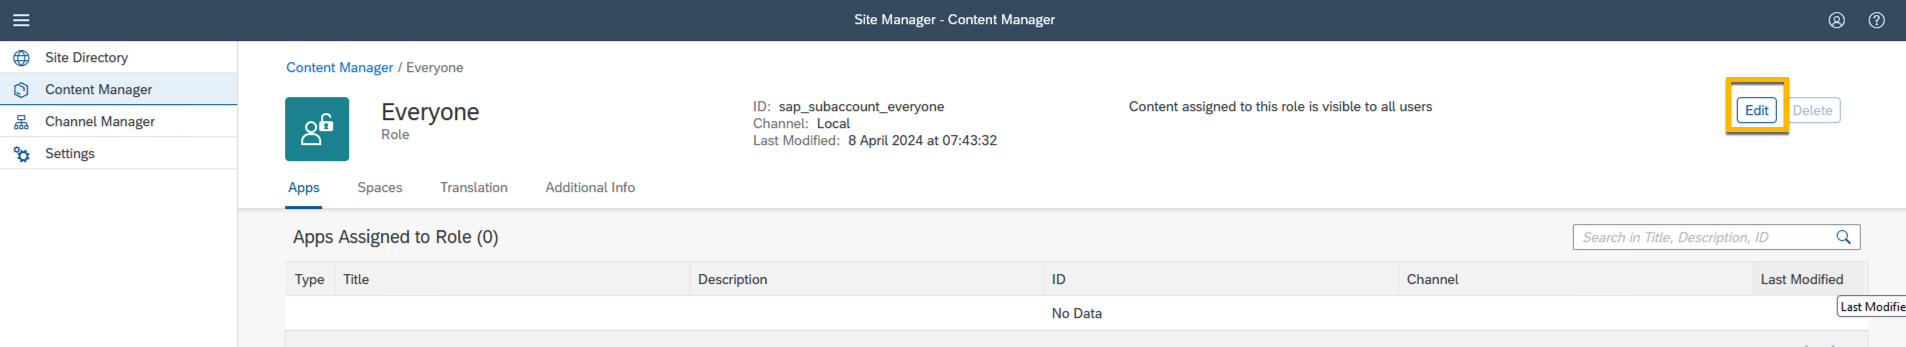 Site Manager - Content Manager
Site Directory
Content Manager
Channel Manager
Settings
Content Manager / Everyone
Everyone
Role
ID: sap_subaccount_everyone
Channel: Local
Last Modified: 8 April 2024 at 07:43:32
Content assigned to this role is visible to all users
Edit Delete
Apps Spaces Translation Additional Info
Apps Assigned to Role (0)
Search in Title, Description, ID
Type Title Description ID Channel Last Modified
No Data
Last Modifie